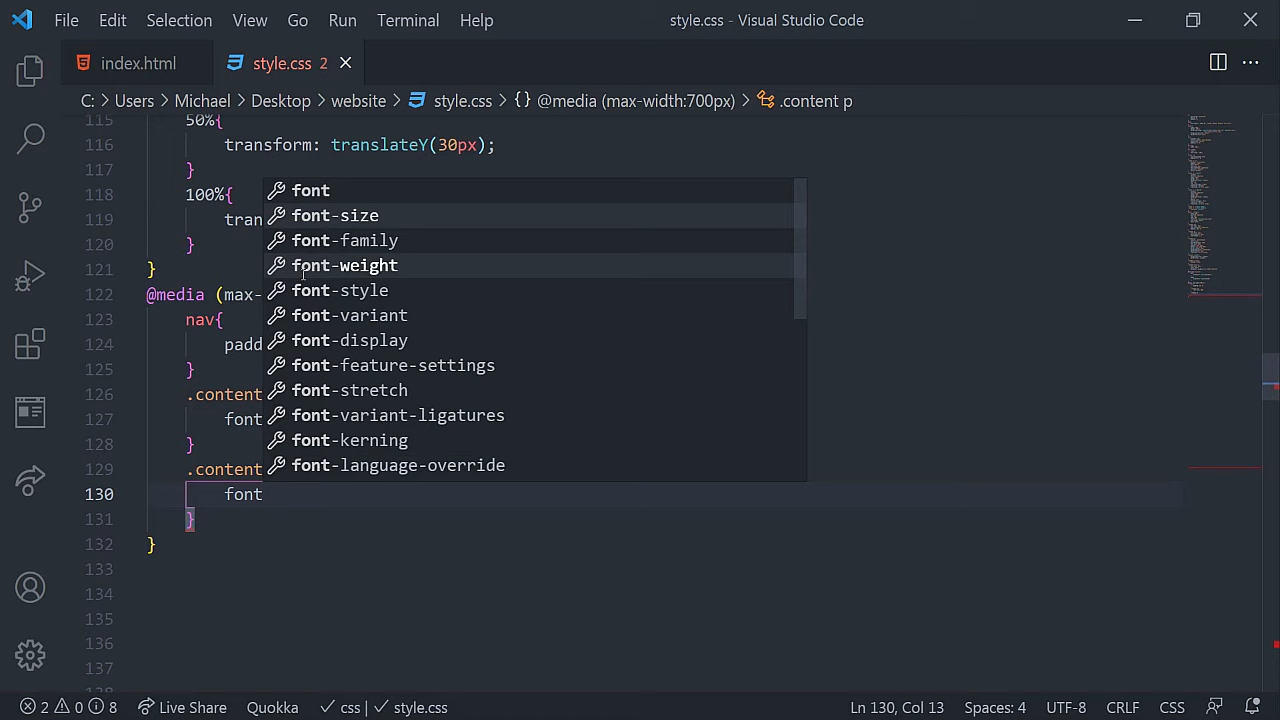 File Edit Selection View Go Run Terminal Help style.css - Visual Studio Code
index.html style.css 2
C: > Users > Michael > Desktop > website > style.css > {} @media (max-width:700px) > .content p
115 50%{
116 transform: translateY(30px);
117 }
118 100%{
119 tran
120 }
121 }
122 @media (max-
123 nav{
124 padd
125 }
126 .content
127 font
128 }
129 .content
130 font
131 }
132 }
133
134
135
136
137
font
font-size
font-family
font-weight
font-style
font-variant
font-display
font-feature-settings
font-stretch
font-variant-ligatures
font-kerning
font-language-override
2 0 8 Live Share Quokka css | style.css Ln 130, Col 13 Spaces: 4 UTF-8 CRLF CSS